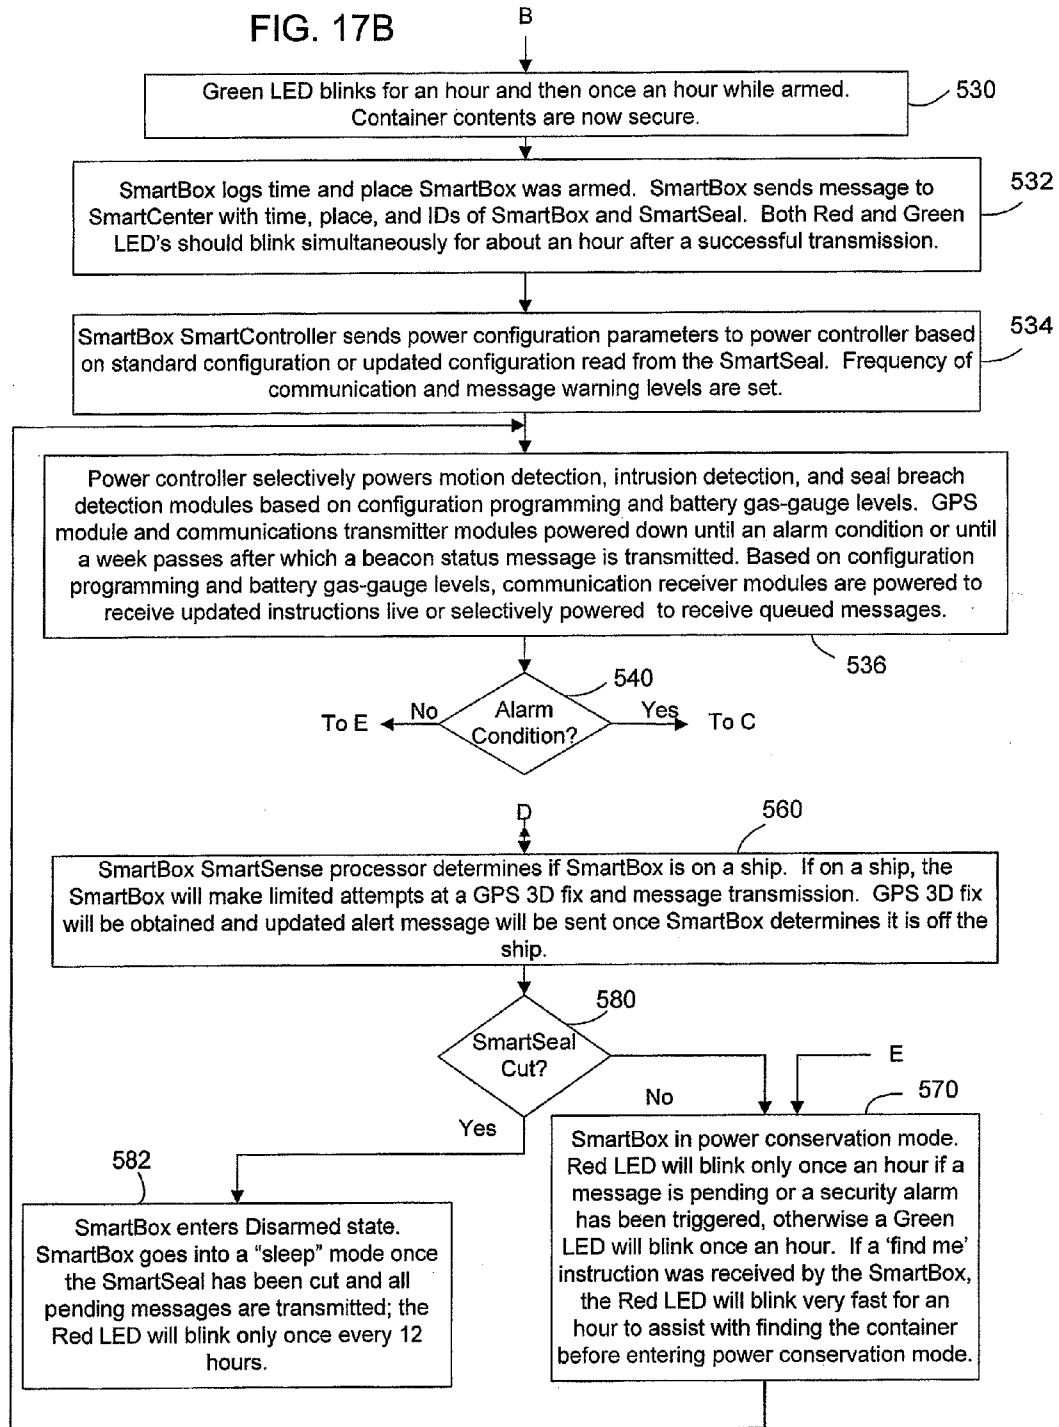 FIG. 17B
B
Green LED blinks for an hour and then once an hour while armed.
Container contents are now secure.
530
SmartBox logs time and place SmartBox was armed. SmartBox sends message to
SmartCenter with time, place, and IDs of SmartBox and SmartSeal. Both Red and Green
LED's should blink simultaneously for about an hour after a successful transmission.
532
SmartBox SmartController sends power configuration parameters to power controller based
on standard configuration or updated configuration read from the SmartSeal. Frequency of
communication and message warning levels are set.
534
Power controller selectively powers motion detection, intrusion detection, and seal breach
detection modules based on configuration programming and battery gas-gauge levels. GPS
module and communications transmitter modules powered down until an alarm condition or until
a week passes after which a beacon status message is transmitted. Based on configuration
programming and battery gas-gauge levels, communication receiver modules are powered to
receive updated instructions live or selectively powered to receive queued messages.
536
540
To E
No
Alarm
Condition?
Yes
To C
D
560
SmartBox SmartSense processor determines if SmartBox is on a ship. If on a ship, the
SmartBox will make limited attempts at a GPS 3D fix and message transmission. GPS 3D fix
will be obtained and updated alert message will be sent once SmartBox determines it is off the
ship.
580
SmartSeal
Cut?
E
No
570
Yes
582
SmartBox enters Disarmed state.
SmartBox goes into a "sleep" mode once
the SmartSeal has been cut and all
pending messages are transmitted; the
Red LED will blink only once every 12
hours.
SmartBox in power conservation mode.
Red LED will blink only once an hour if a
message is pending or a security alarm
has been triggered, otherwise a Green
LED will blink once an hour. If a 'find me'
instruction was received by the SmartBox,
the Red LED will blink very fast for an
hour to assist with finding the container
before entering power conservation mode.